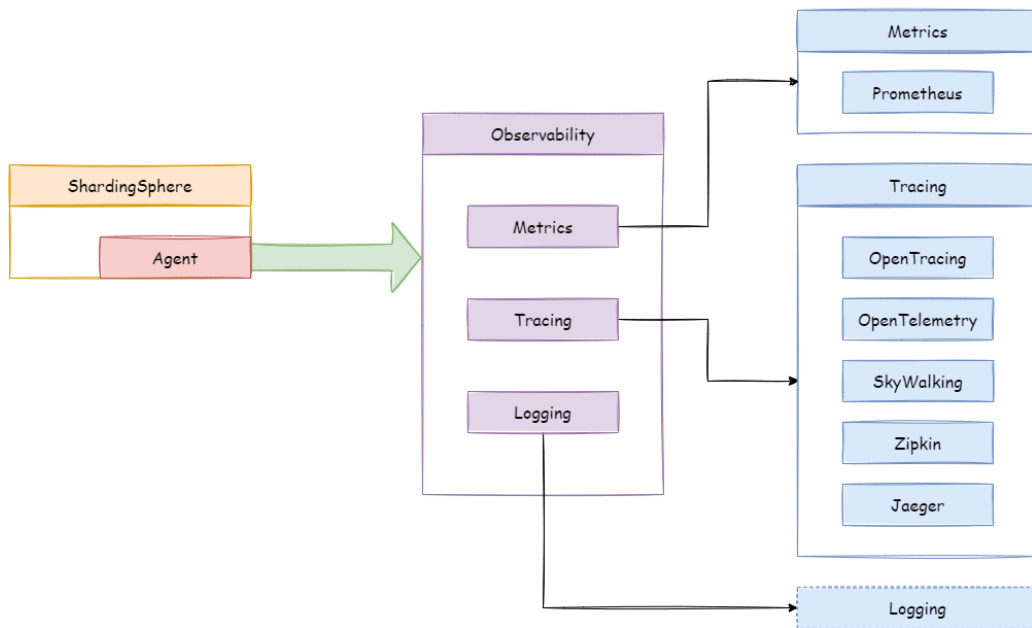 ShardingSphere
Agent
Observability
Metrics
Tracing
Logging
Metrics
Prometheus
Tracing
OpenTracing
OpenTelemetry
SkyWalking
Zipkin
Jaeger
Logging